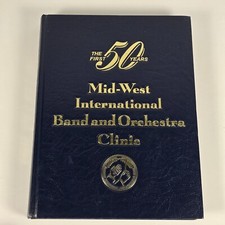 THE FIRST 50 YEARS
Mid-West
International
Band and Orchestra
Clinic